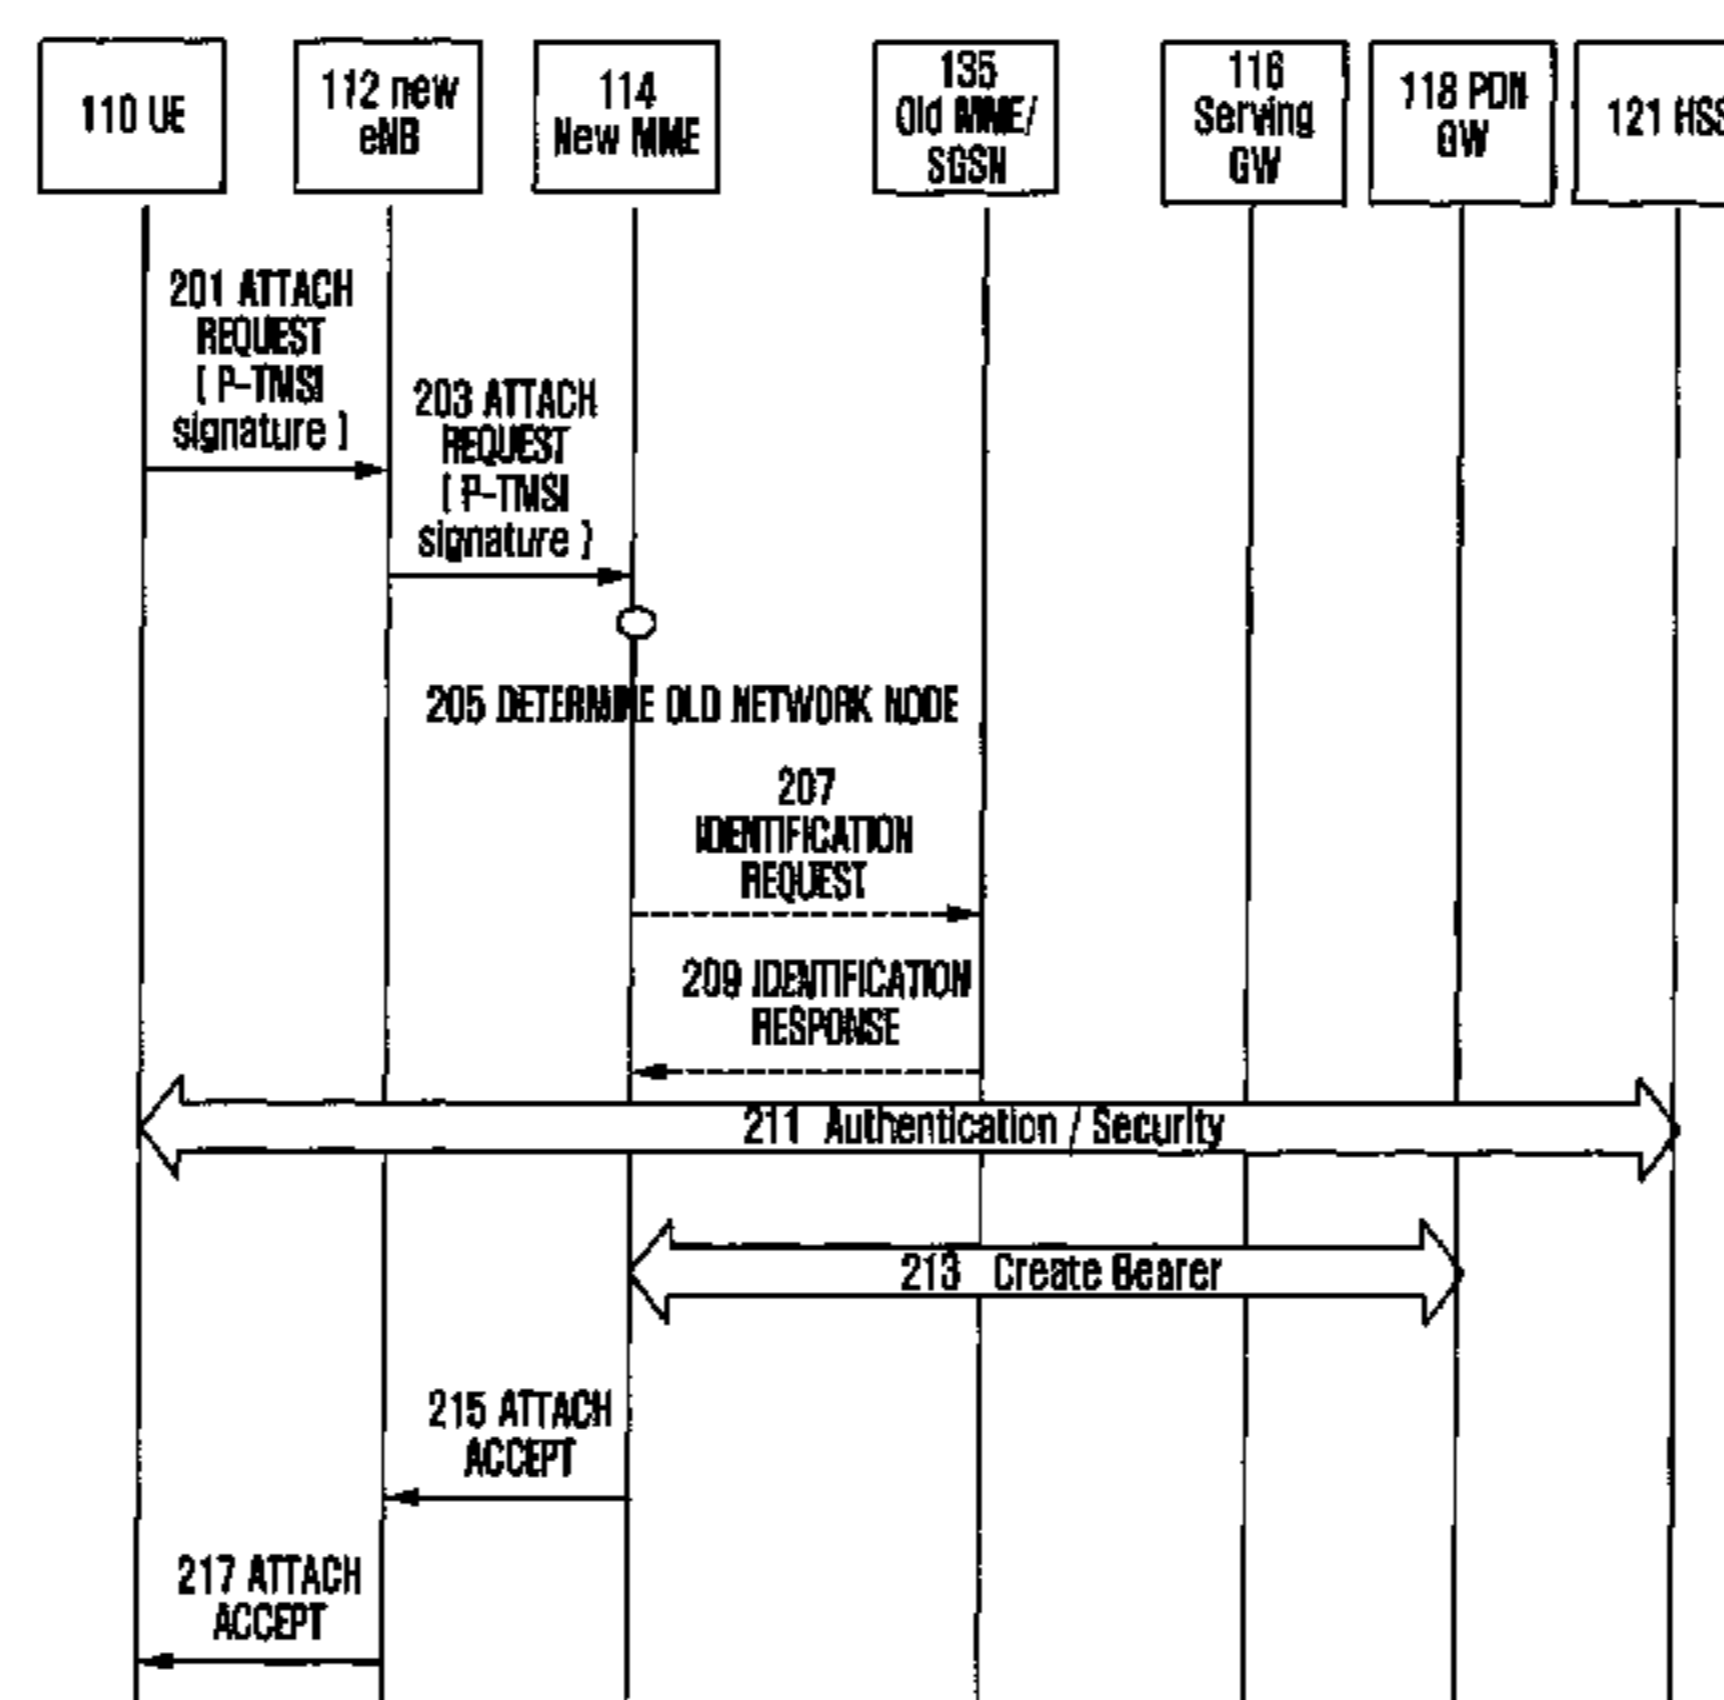 110 UE
112 new
eNB
114
New MME
135
Old MME/
SGSN
116
Serving
GW
118 PDN
GW
121 HSS
201 ATTACH
REQUEST
( P-TMSI
signature )
203 ATTACH
REQUEST
( P-TMSI
signature )
205 DETERMINE OLD NETWORK NODE
207
IDENTIFICATION
REQUEST
209 IDENTIFICATION
RESPONSE
211 Authentication / Security
213 Create Bearer
215 ATTACH
ACCEPT
217 ATTACH
ACCEPT